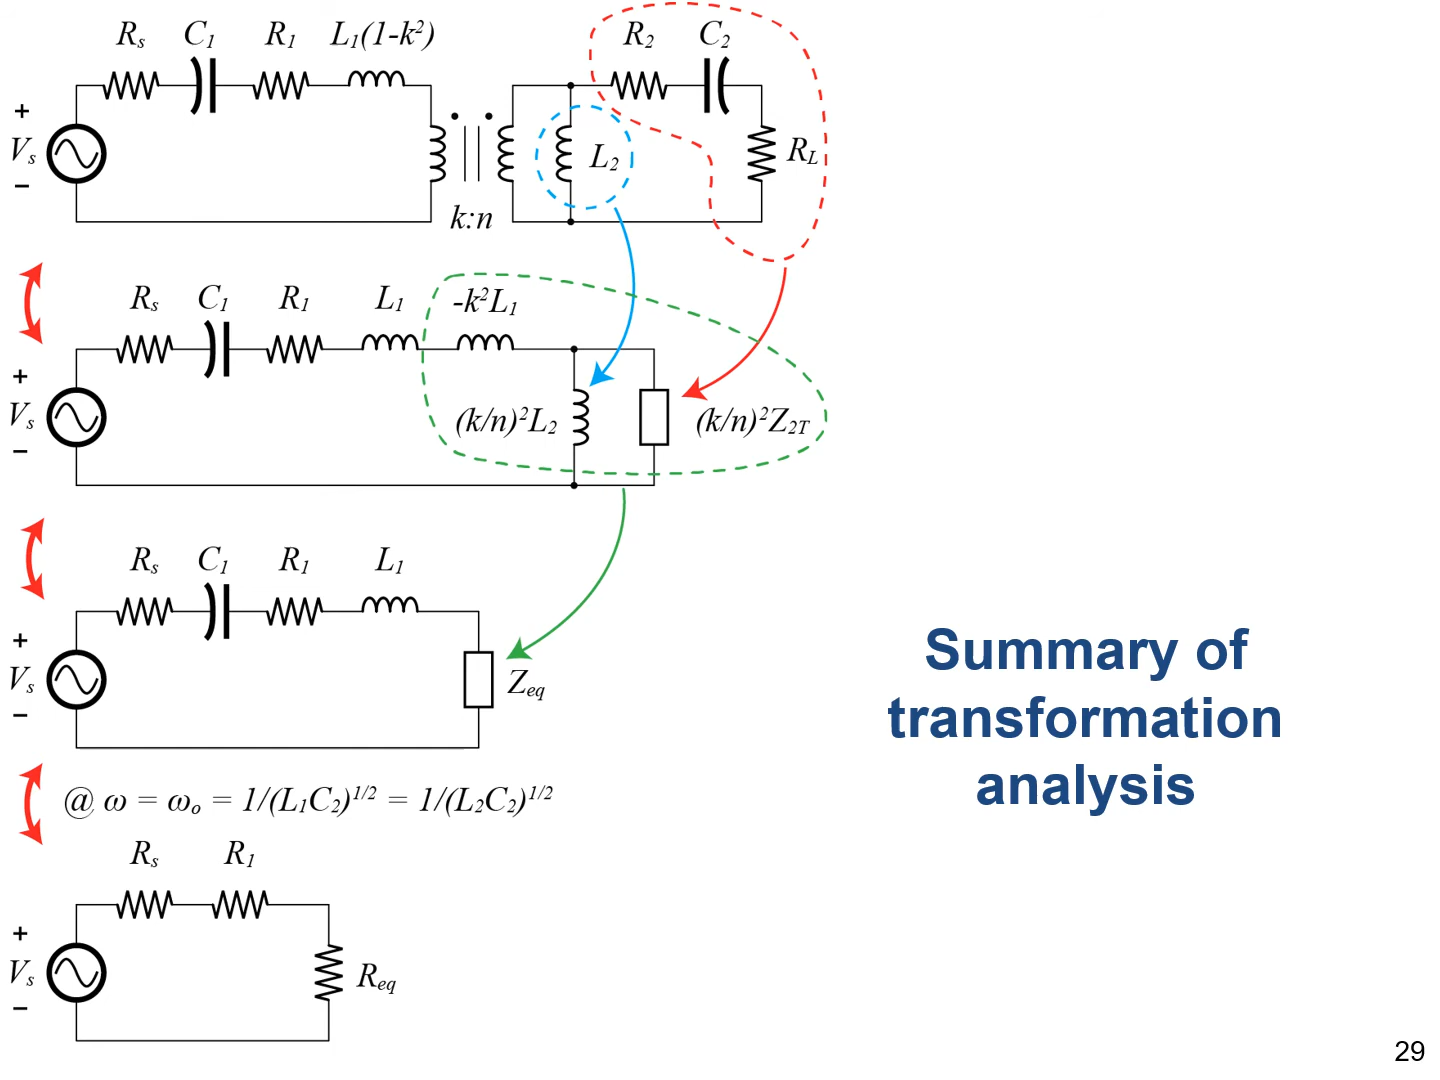 Rs C1 R1 L1(1-k²) R2 C2
+
Vs
−
L2
RL
k:n
Rs C1 R1 L1 -k²L1
+
Vs
−
(k/n)²L2
(k/n)²Z2T
Rs C1 R1 L1
+
Vs
−
Zeq
Summary of
transformation
analysis
@ ω = ωo = 1/(L1C2)^1/2 = 1/(L2C2)^1/2
Rs R1
+
Vs
−
Req
29